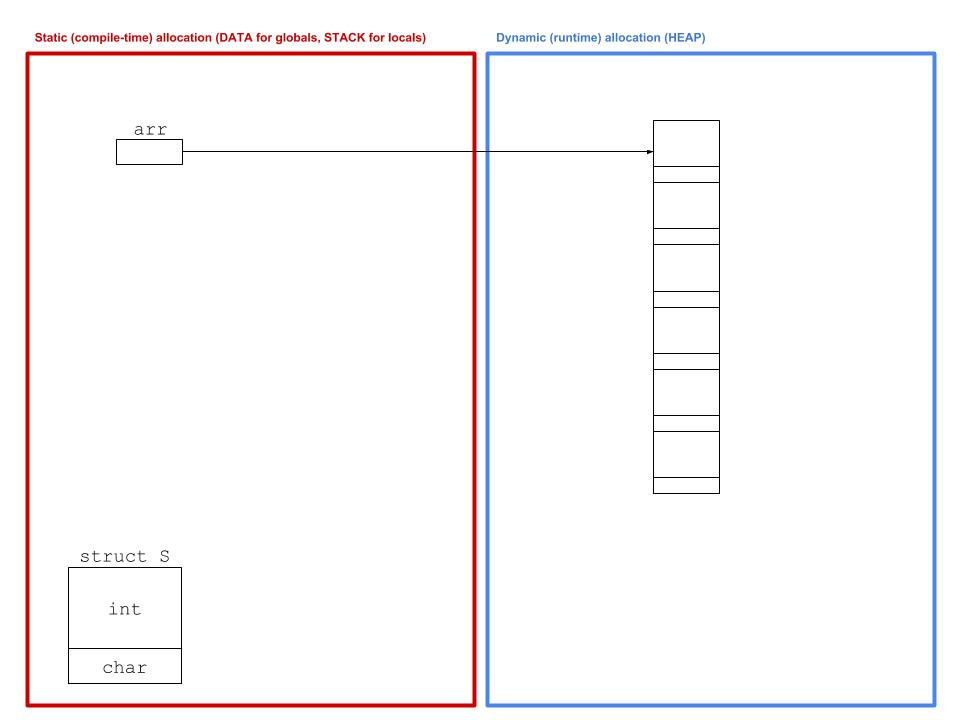 Static (compile-time) allocation (DATA for globals, STACK for locals)
Dynamic (runtime) allocation (HEAP)
arr
struct S
int
char